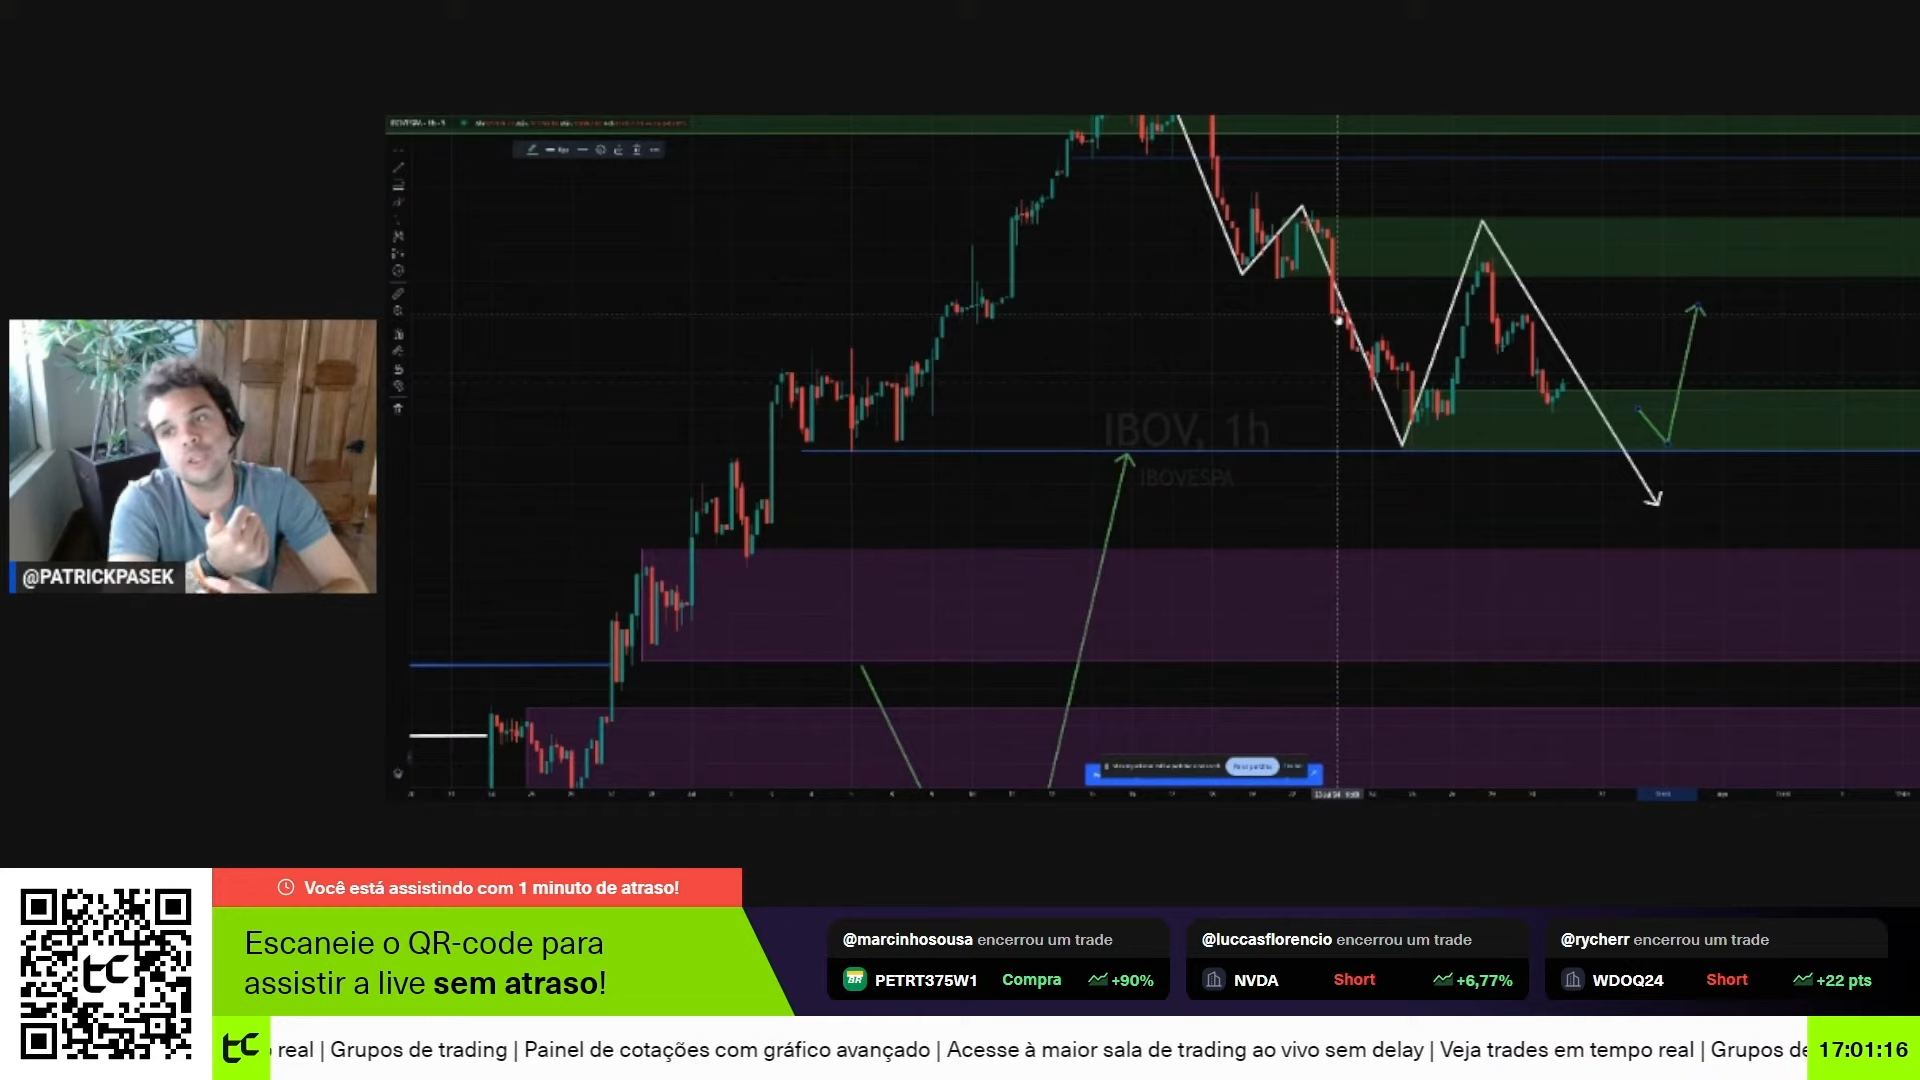 IBOV, 1h
IBOVESPA
@PATRICKPASEK
Você está assistindo com 1 minuto de atraso!
Escaneie o QR-code para
assistir a live sem atraso!
tc
@marcinhosousa encerrou um trade
BR PETRT375W1 Compra +90%
@luccasflorencio encerrou um trade
NVDA Short +6,77%
@rycherr encerrou um trade
WDOQ24 Short +22 pts
tc
real | Grupos de trading | Painel de cotações com gráfico avançado | Acesse à maior sala de trading ao vivo sem delay | Veja trades em tempo real | Grupos de
17:01:16